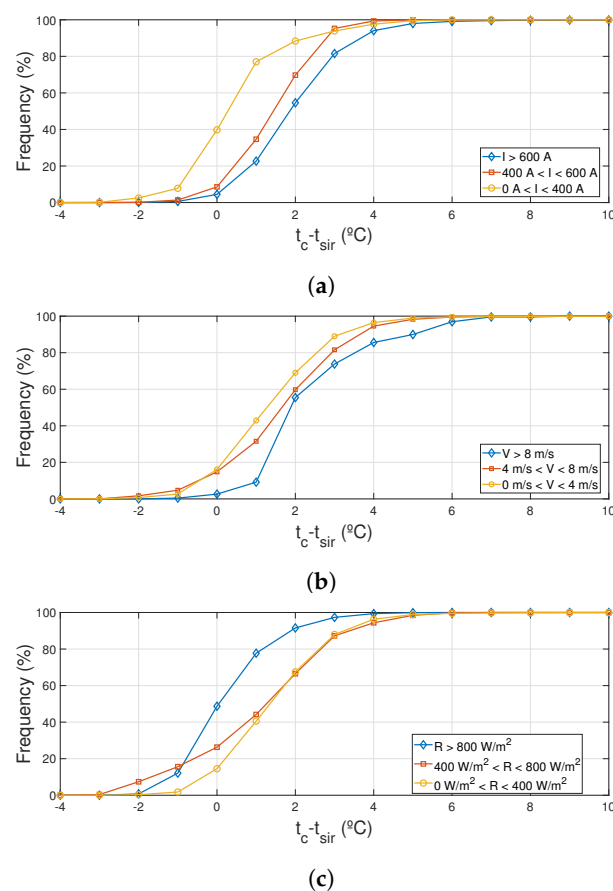 100
80
60
40
20
0
Frequency (%)
-4
-2
0
2
4
6
8
10
t_c-t_sir (ºC)
I > 600 A
400 A < I < 600 A
0 A < I < 400 A
(a)
100
80
60
40
20
0
Frequency (%)
-4
-2
0
2
4
6
8
10
t_c-t_sir (ºC)
V > 8 m/s
4 m/s < V < 8 m/s
0 m/s < V < 4 m/s
(b)
100
80
60
40
20
0
Frequency (%)
-4
-2
0
2
4
6
8
10
t_c-t_sir (ºC)
R > 800 W/m²
400 W/m² < R < 800 W/m²
0 W/m² < R < 400 W/m²
(c)